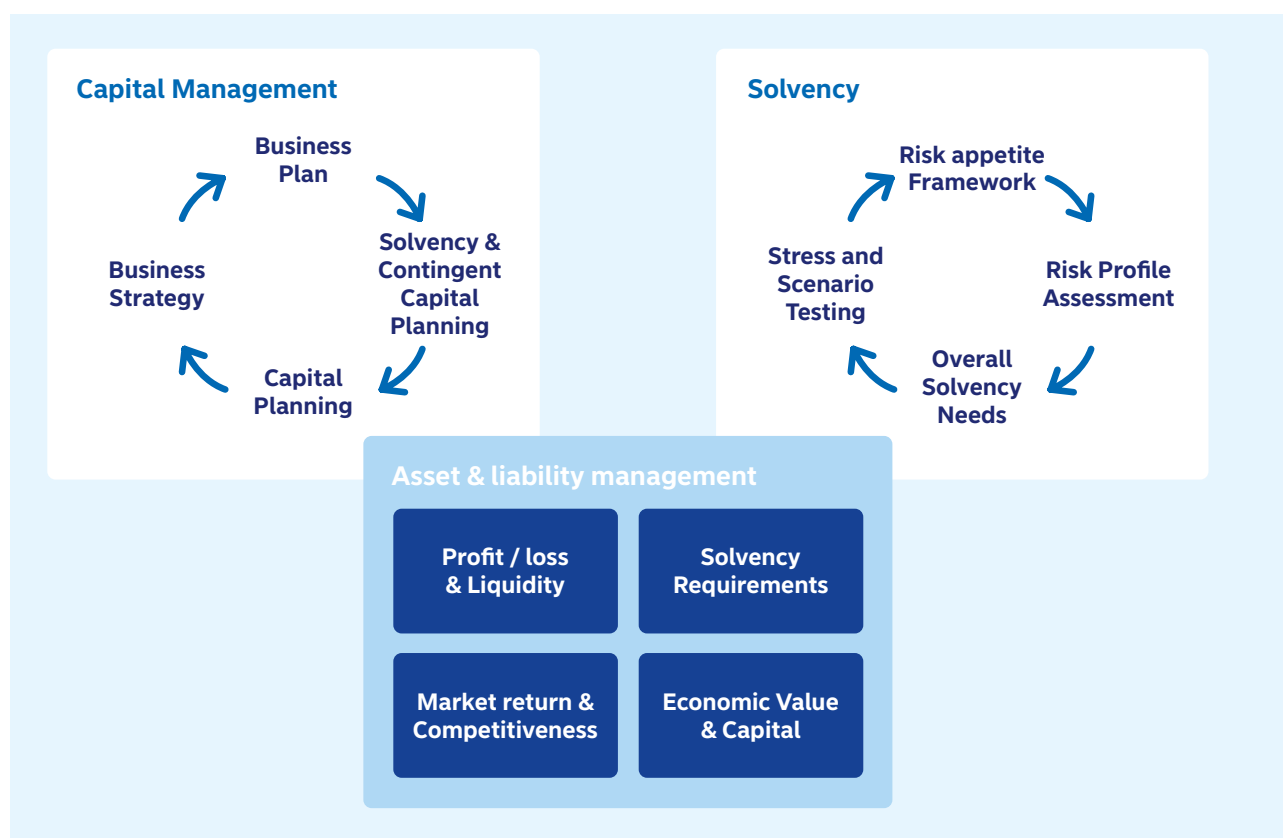 Capital Management
Business
Plan
Solvency &
Contingent
Capital
Planning
Capital
Planning
Business
Strategy
Solvency
Risk appetite
Framework
Risk Profile
Assessment
Overall
Solvency
Needs
Stress and
Scenario
Testing
Asset & liability management
Profit / loss
& Liquidity
Solvency
Requirements
Market return &
Competitiveness
Economic Value
& Capital